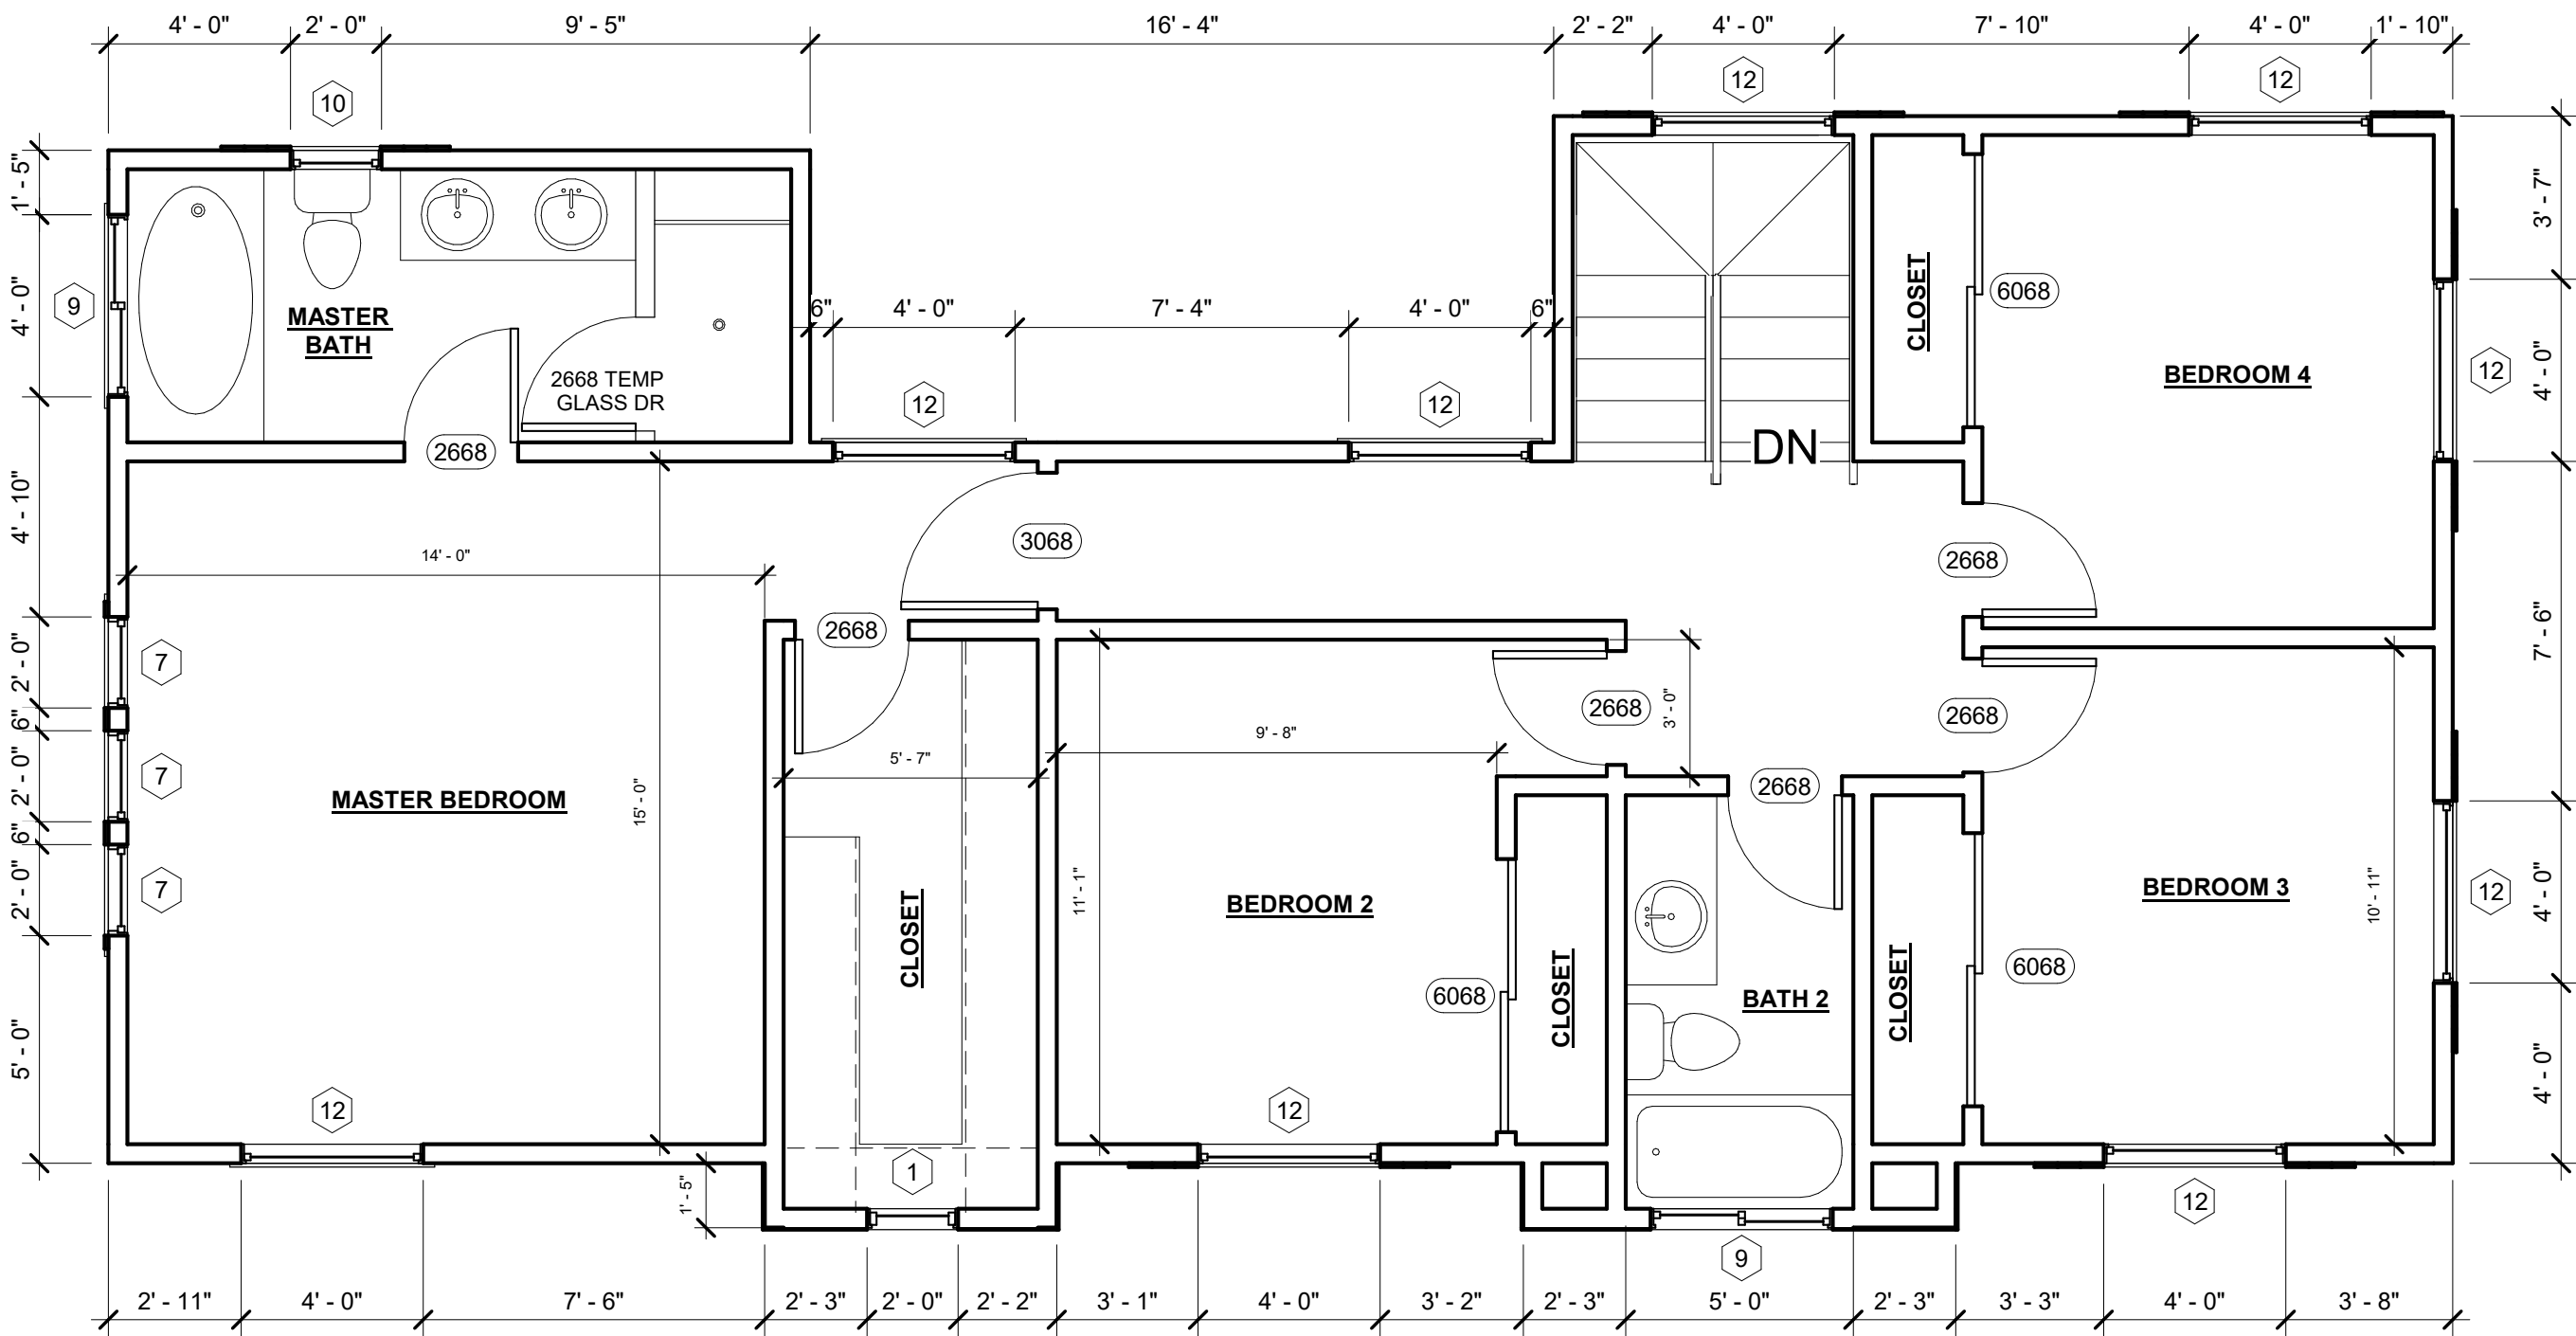 4' - 0" 2' - 0" 9' - 5" 16' - 4" 2' - 2" 4' - 0" 7' - 10" 4' - 0" 1' - 10"
10
12
12
1' - 5"
4' - 0"
4' - 10"
2' - 0"
6"
2' - 0"
6"
2' - 0"
5' - 0"
9
MASTER
BATH
2668 TEMP
GLASS DR
2668
6" 4' - 0" 7' - 4" 4' - 0" 6"
12
12
DN
CLOSET
6068
BEDROOM 4
12
3' - 7"
4' - 0"
7' - 6"
4' - 0"
4' - 0"
14' - 0"
3068
2668
2668
7
7
7
MASTER BEDROOM
15' - 0"
5' - 7"
CLOSET
11' - 1"
9' - 8"
2668
3' - 0"
2668
2668
BEDROOM 2
6068
CLOSET
BATH 2
CLOSET
6068
BEDROOM 3
10' - 11"
12
12
12
1' - 5"
1
9
12
2' - 11" 4' - 0" 7' - 6" 2' - 3" 2' - 0" 2' - 2" 3' - 1" 4' - 0" 3' - 2" 2' - 3" 5' - 0" 2' - 3" 3' - 3" 4' - 0" 3' - 8"